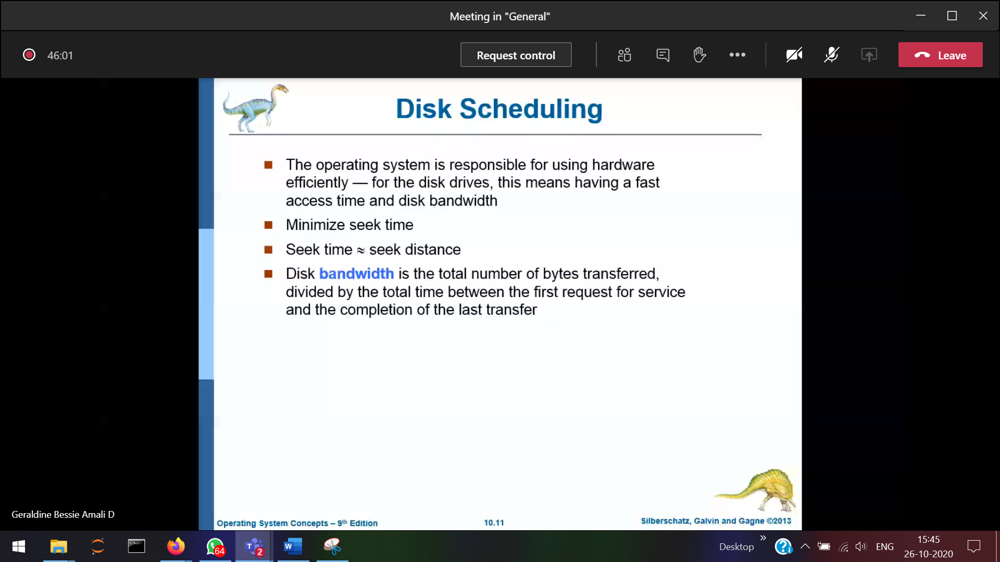 Meeting in "General"
46:01
Request control
Leave
Disk Scheduling
The operating system is responsible for using hardware
efficiently — for the disk drives, this means having a fast
access time and disk bandwidth
Minimize seek time
Seek time ≈ seek distance
Disk bandwidth is the total number of bytes transferred,
divided by the total time between the first request for service
and the completion of the last transfer
Geraldine Bessie Amali D
Operating System Concepts – 9th Edition
10.11
Silberschatz, Galvin and Gagne ©2013
64
T
2
W
Desktop
ENG
15:45
26-10-2020